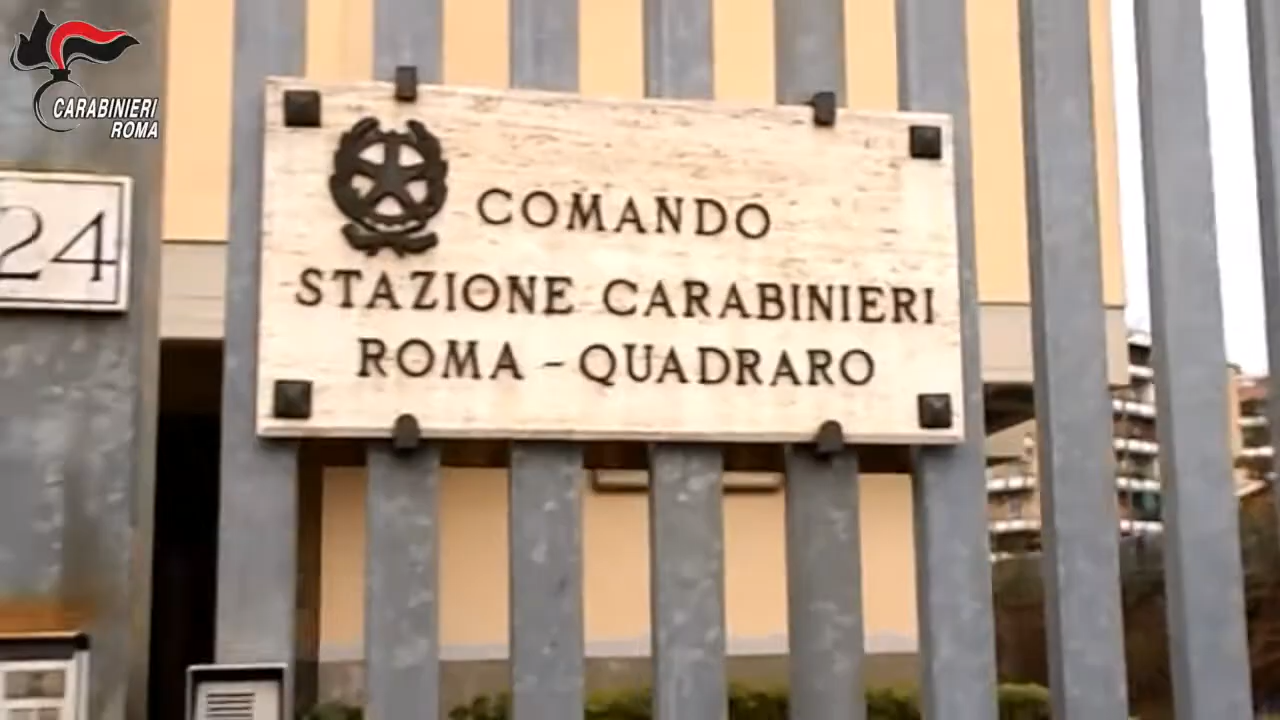 CARABINIERI
ROMA
24
COMANDO
STAZIONE CARABINIERI
ROMA - QUADRARO